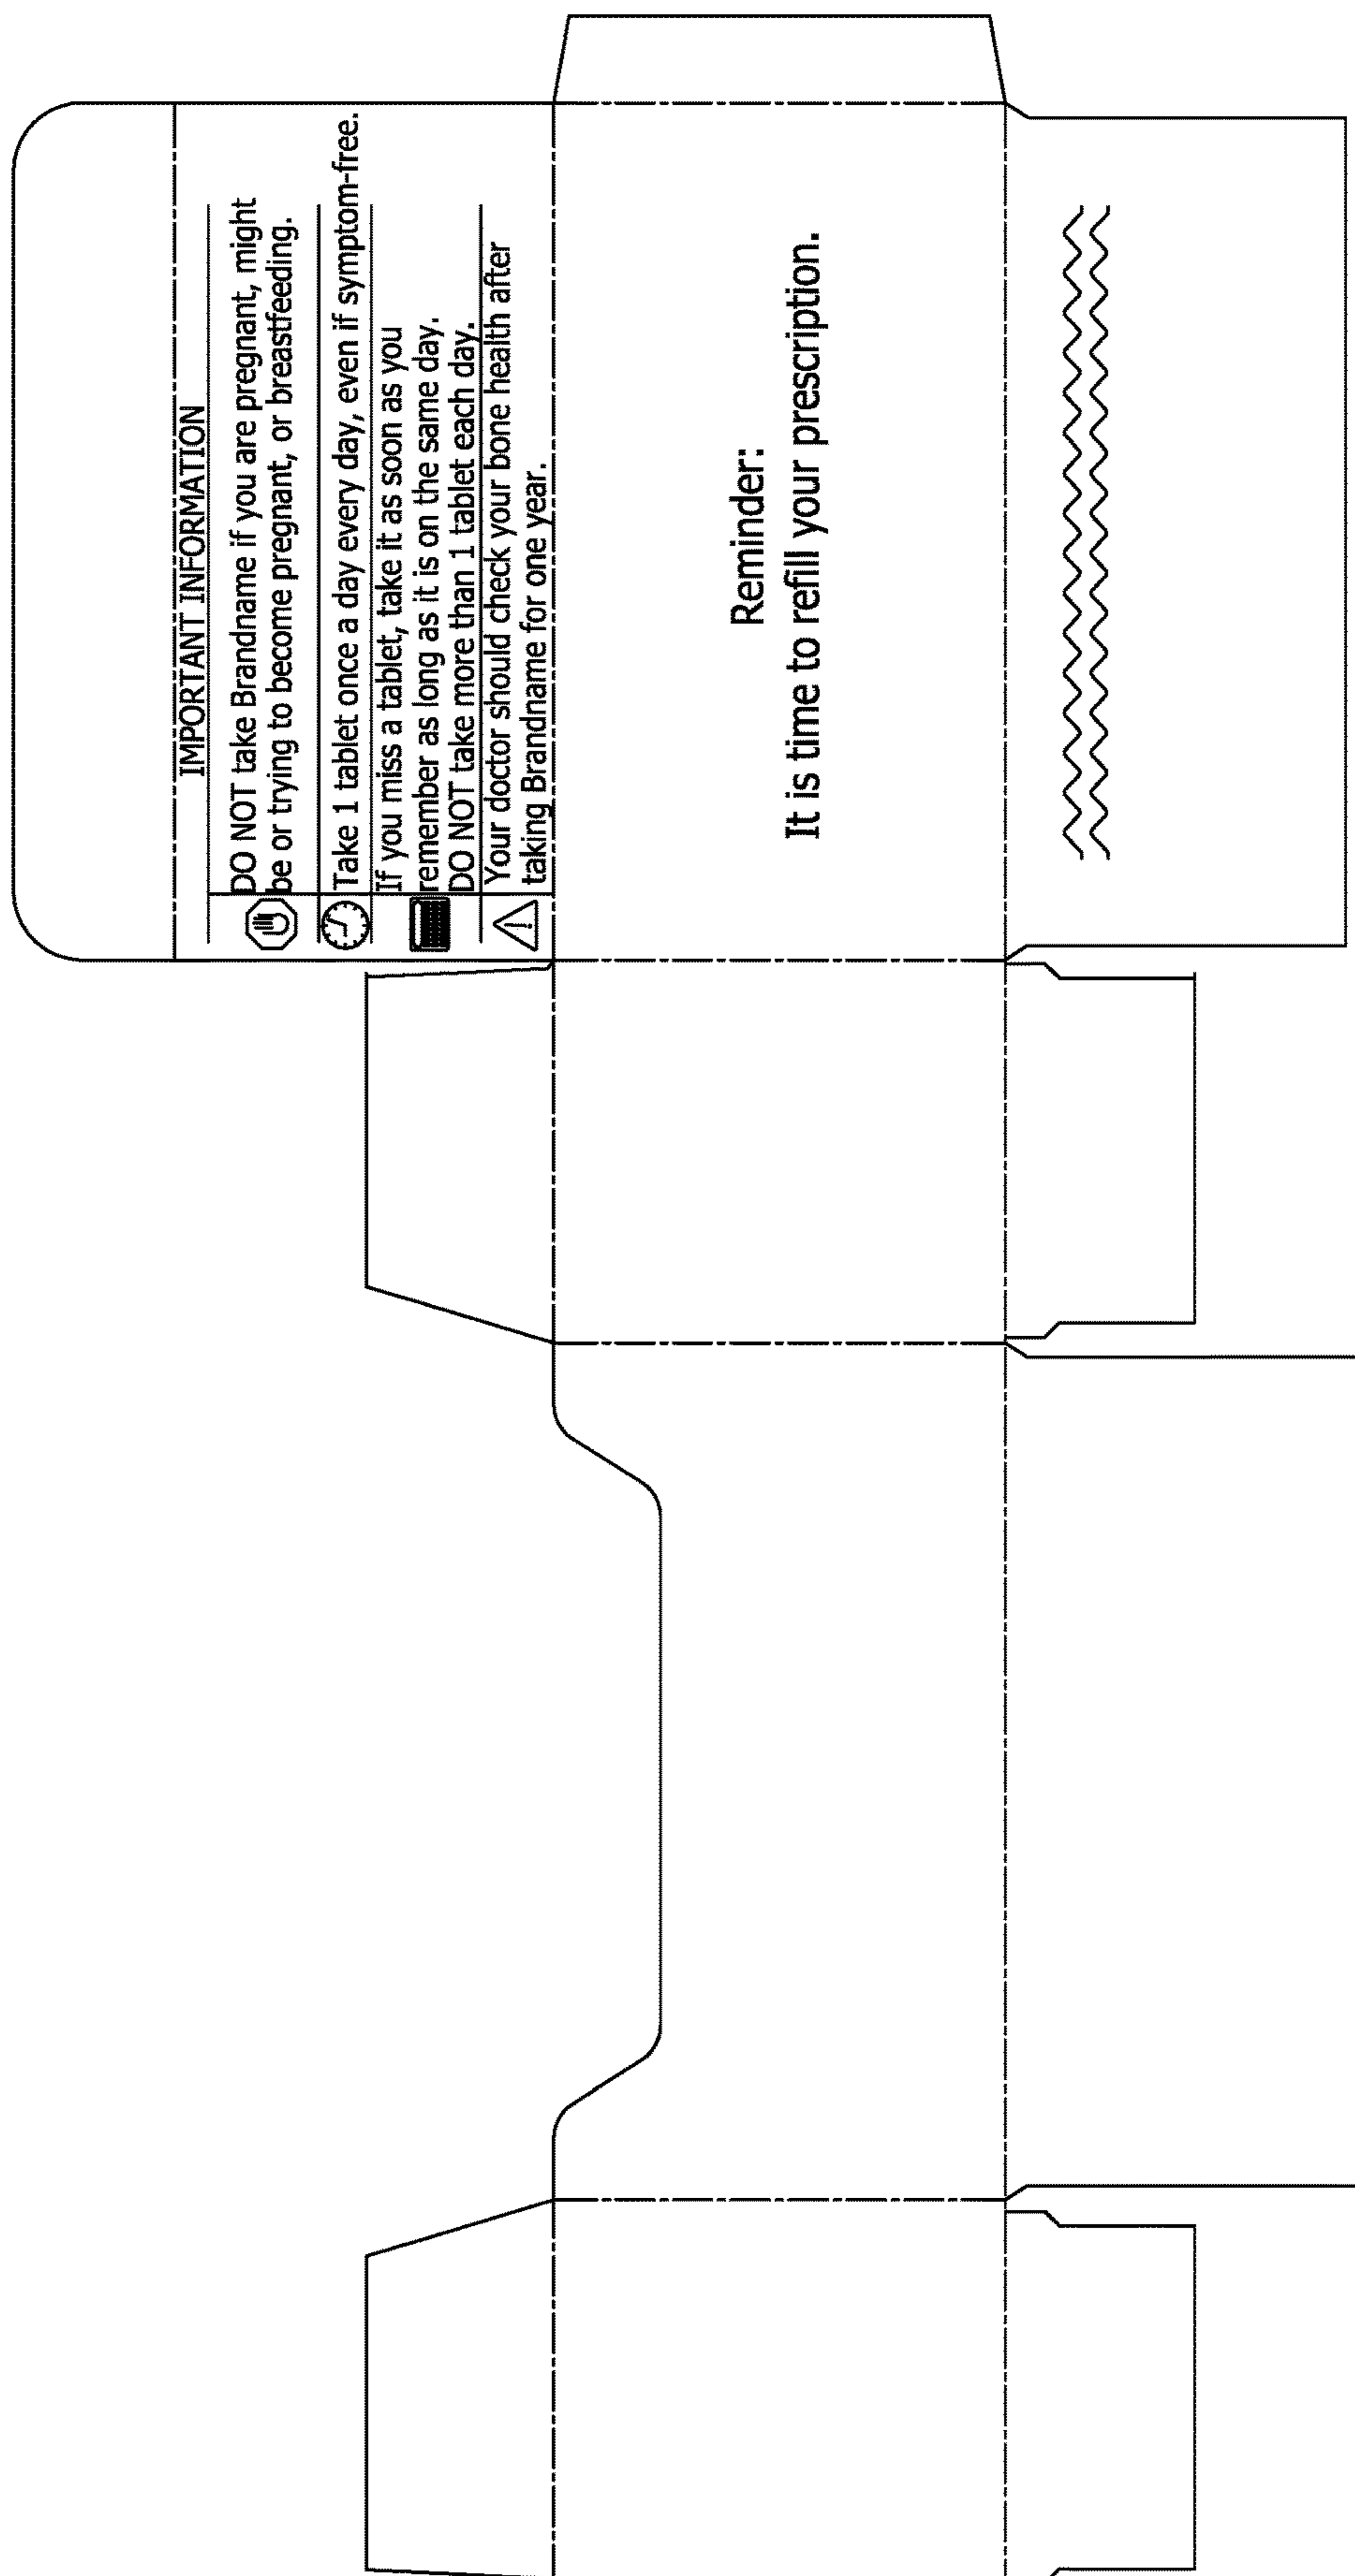 IMPORTANT INFORMATION
DO NOT take Brandname if you are pregnant, might
be or trying to become pregnant, or breastfeeding.
Take 1 tablet once a day every day, even if symptom-free.
If you miss a tablet, take it as soon as you
remember as long as it is on the same day.
DO NOT take more than 1 tablet each day.
Your doctor should check your bone health after
taking Brandname for one year.
Reminder:
It is time to refill your prescription.